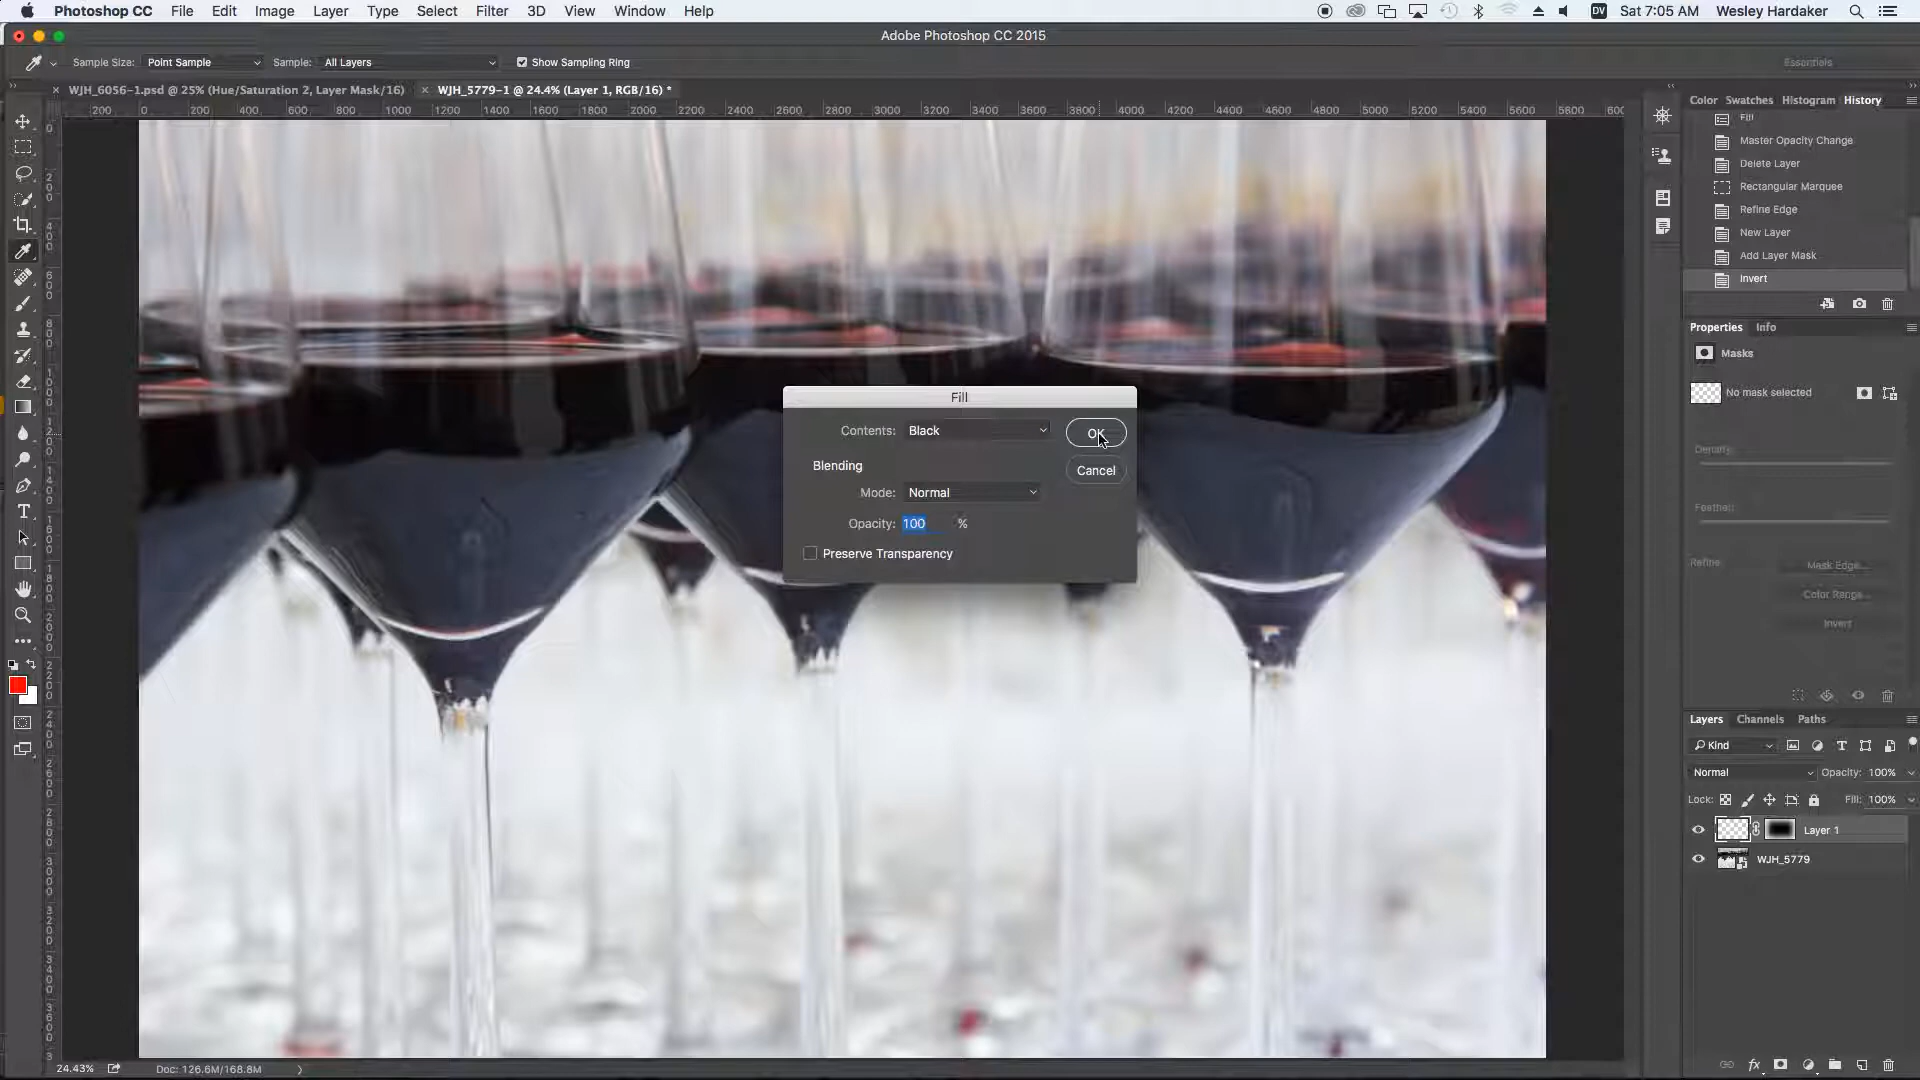 Photoshop CC File Edit Image Layer Type Select Filter 3D View Window Help DV Sat 7:05 AM Wesley Hardaker
Adobe Photoshop CC 2015
Sample Size: Point Sample Sample: All Layers Show Sampling Ring Essentials
× WJH_6056-1.psd @ 25% (Hue/Saturation 2, Layer Mask/16) × WJH_5779-1 @ 24.4% (Layer 1, RGB/16) *
200 0 200 400 600 800 1000 1200 1400 1600 1800 2000 2200 2400 2600 2800 3000 3200 3400 3600 3800 4000 4200 4400 4600 4800 5000 5200 5400 5600 5800 600
Color Swatches Histogram History
Fill
Master Opacity Change
Delete Layer
Rectangular Marquee
Refine Edge
New Layer
Add Layer Mask
Invert
Properties Info
Masks
No mask selected
Density:
Feather:
Refine: Mask Edge...
Color Range...
Invert
Fill
Contents: Black OK
Blending Cancel
Mode: Normal
Opacity: 100 %
Preserve Transparency
Layers Channels Paths
Kind
Normal Opacity: 100%
Lock: Fill: 100%
Layer 1
WJH_5779
24.43% Doc: 126.6M/168.8M